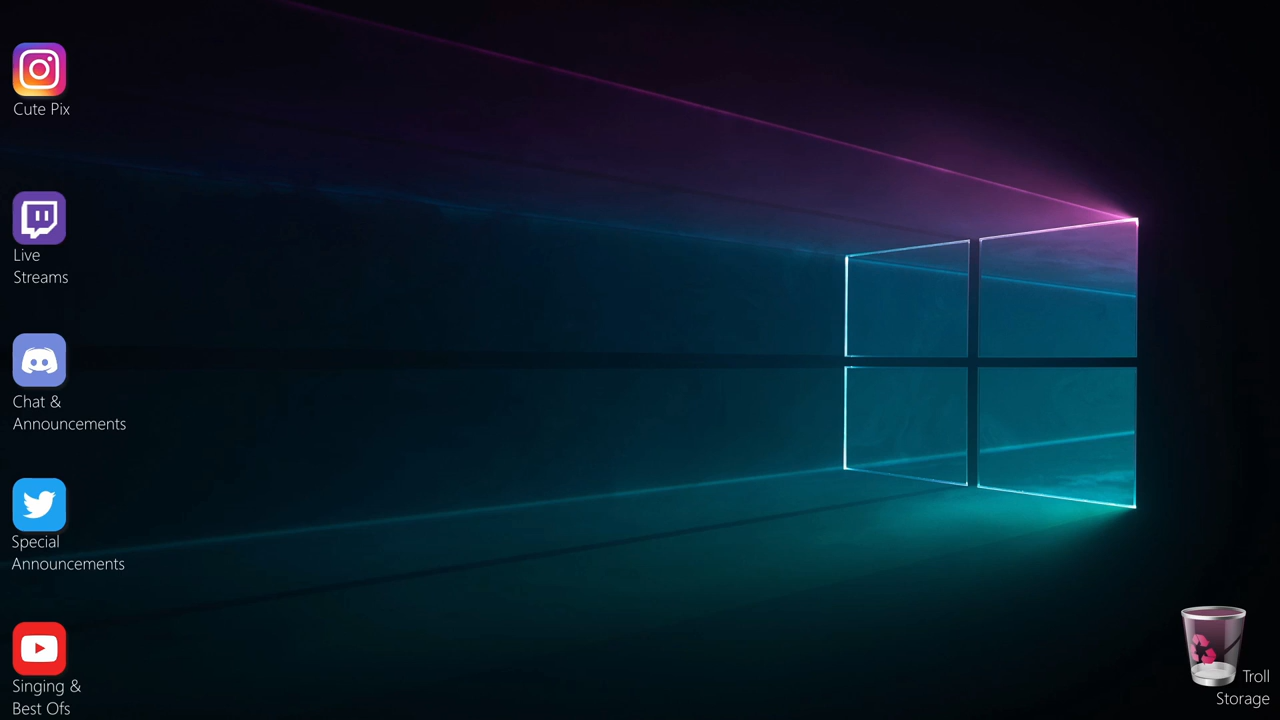 Cute Pix
Live
Streams
Chat &
Announcements
Special
Announcements
Singing &
Best Ofs
Troll
Storage